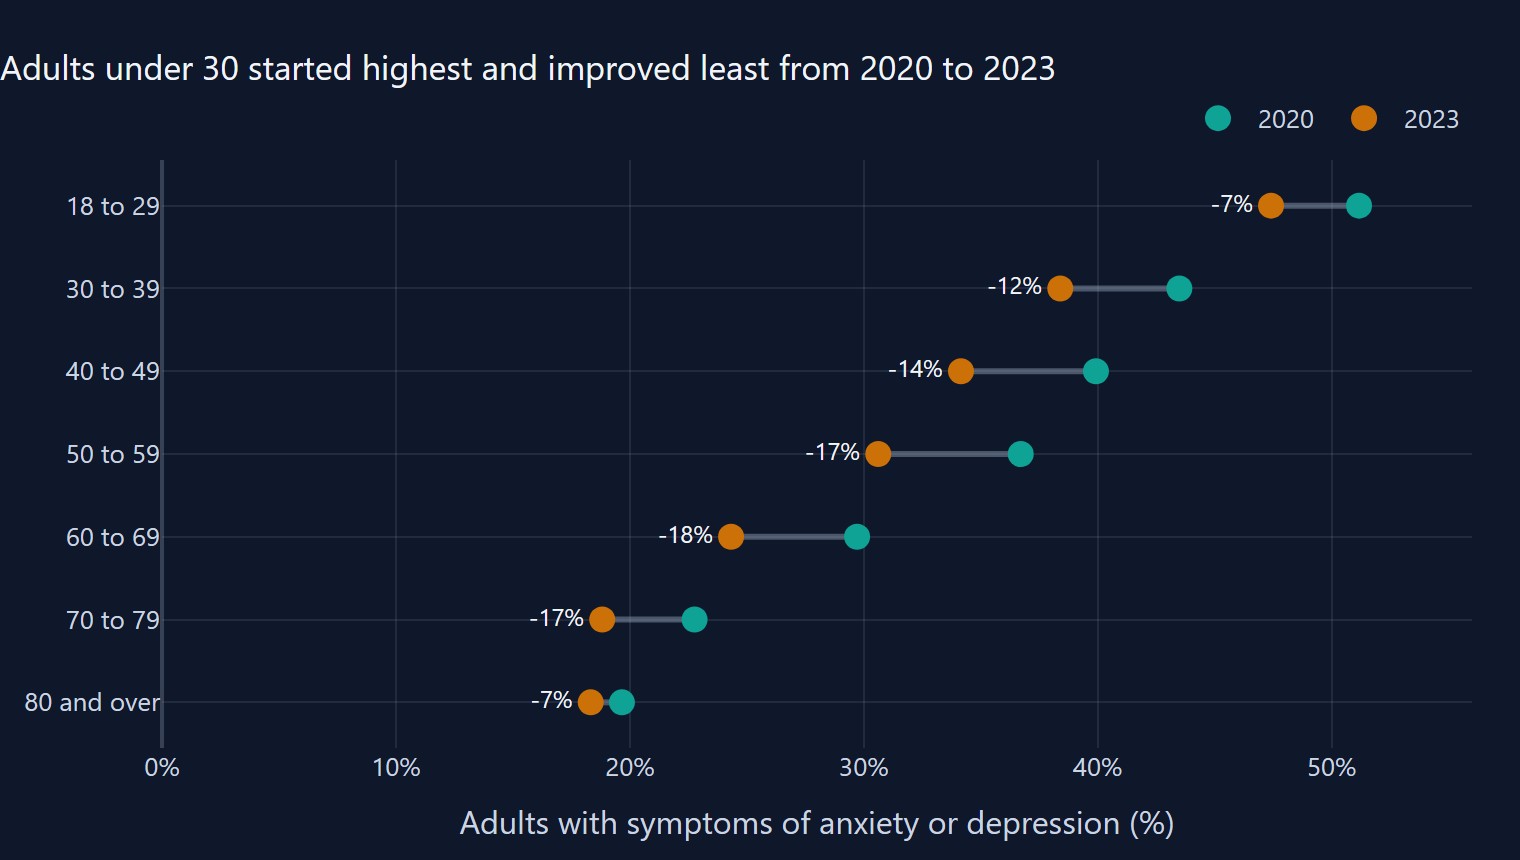 Adults under 30 started highest and improved least from 2020 to 2023
2020
2023
18 to 29
-7%
30 to 39
-12%
40 to 49
-14%
50 to 59
-17%
60 to 69
-18%
70 to 79
-17%
80 and over
-7%
0%
10%
20%
30%
40%
50%
Adults with symptoms of anxiety or depression (%)